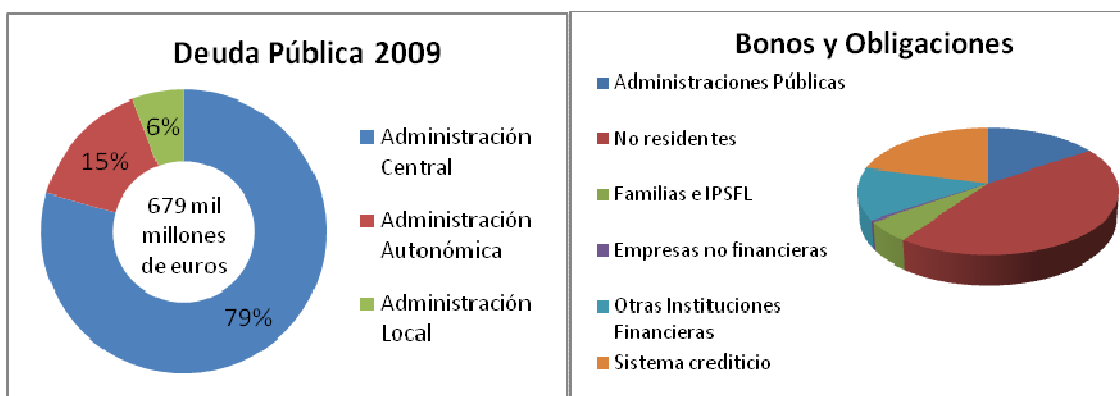 Deuda Pública 2009
6%
15%
79%
679 mil
millones
de euros
Administración
Central
Administración
Autonómica
Administración
Local
Bonos y Obligaciones
Administraciones Públicas
No residentes
Familias e IPSFL
Empresas no financieras
Otras Instituciones
Financieras
Sistema crediticio